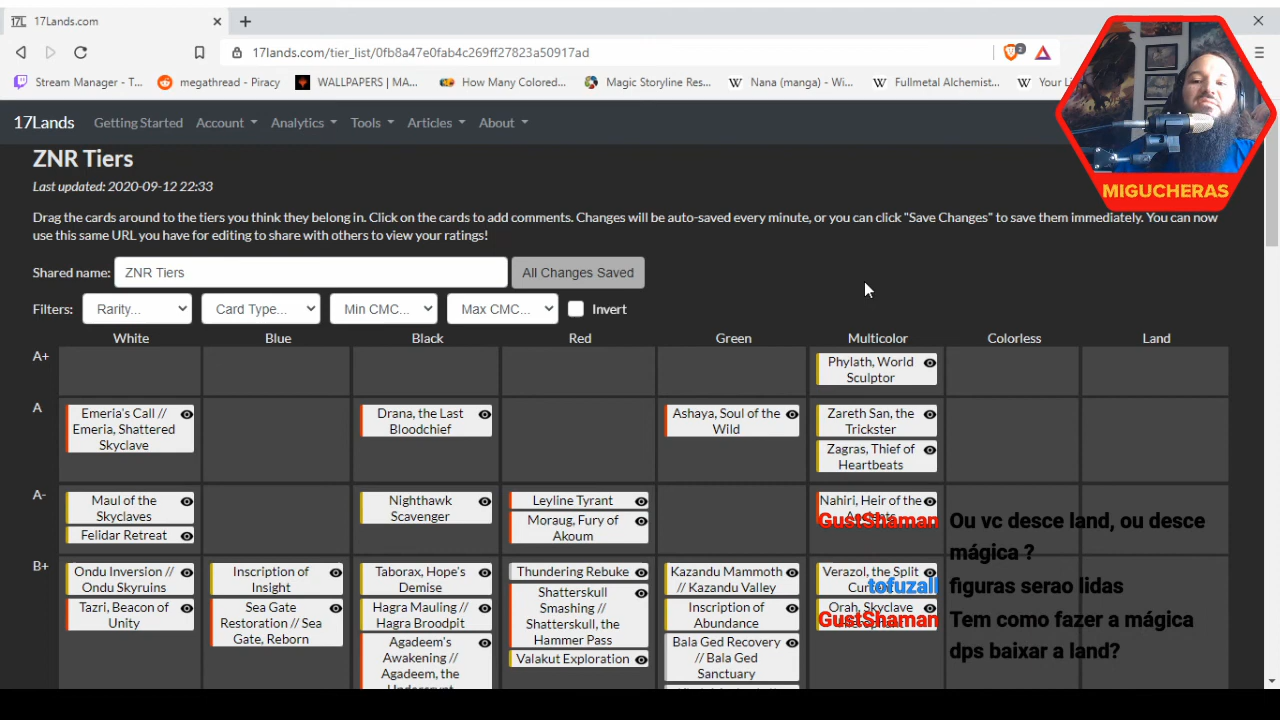 17L 17Lands.com
17lands.com/tier_list/0fb8a47e0fab4c269ff27823a50917ad
2
Stream Manager - T...
megathread - Piracy
WALLPAPERS | MA...
How Many Colored...
Magic Storyline Res...
Nana (manga) - Wi...
Fullmetal Alchemist...
Your Li
17Lands
Getting Started
Account
Analytics
Tools
Articles
About
MIGUCHERAS
ZNR Tiers
Last updated: 2020-09-12 22:33
Drag the cards around to the tiers you think they belong in. Click on the cards to add comments. Changes will be auto-saved every minute, or you can click "Save Changes" to save them immediately. You can now
use this same URL you have for editing to share with others to view your ratings!
Shared name:
ZNR Tiers
All Changes Saved
Filters:
Rarity...
Card Type...
Min CMC...
Max CMC...
Invert
White
Blue
Black
Red
Green
Multicolor
Colorless
Land
A+
Phylath, World
Sculptor
A
Emeria's Call //
Emeria, Shattered
Skyclave
Drana, the Last
Bloodchief
Ashaya, Soul of the
Wild
Zareth San, the
Trickster
Zagras, Thief of
Heartbeats
A-
Maul of the
Skyclaves
Felidar Retreat
Nighthawk
Scavenger
Leyline Tyrant
Moraug, Fury of
Akoum
Nahiri, Heir of the
B+
Ondu Inversion //
Ondu Skyruins
Tazri, Beacon of
Unity
Inscription of
Insight
Sea Gate
Restoration // Sea
Gate, Reborn
Taborax, Hope's
Demise
Hagra Mauling //
Hagra Broodpit
Agadeem's
Awakening //
Agadeem, the
Thundering Rebuke
Shatterskull
Smashing //
Shatterskull, the
Hammer Pass
Valakut Exploration
Kazandu Mammoth
// Kazandu Valley
Inscription of
Abundance
Bala Ged Recovery
// Bala Ged
Sanctuary
Verazol, the Split
Orah, Skyclave
GustShaman Ou vc desce land, ou desce
mágica ?
tofuzall figuras serao lidas
GustShaman Tem como fazer a mágica
dps baixar a land?